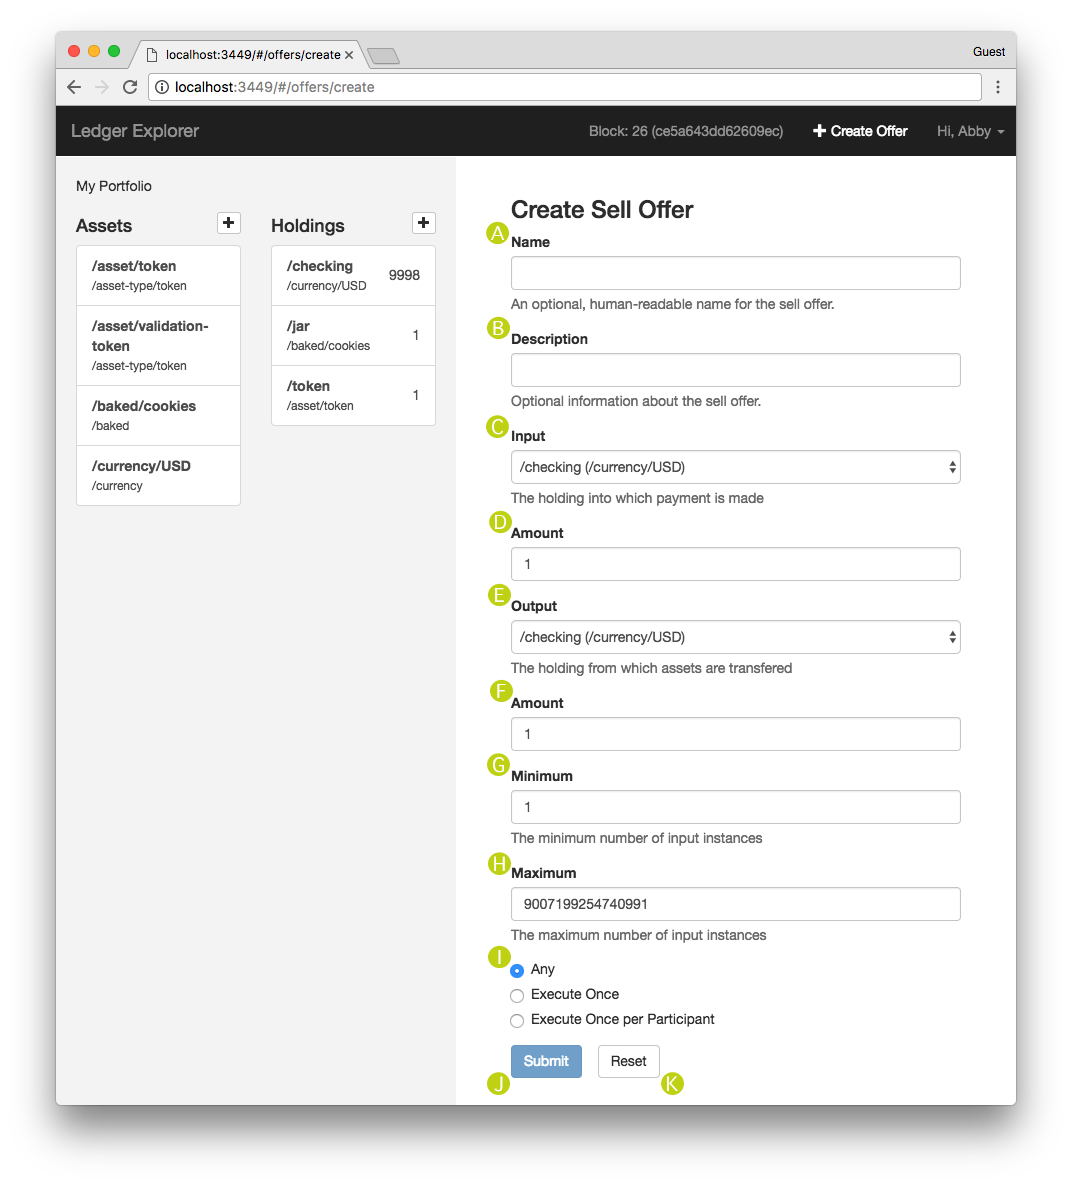 localhost:3449/#/offers/create
Guest
localhost:3449/#/offers/create
Ledger Explorer
Block: 26 (ce5a643dd62609ec)
Create Offer
Hi, Abby
My Portfolio
Assets
/asset/token
/asset-type/token
/asset/validation-
token
/asset-type/token
/baked/cookies
/baked
/currency/USD
/currency
Holdings
/checking
9998
/currency/USD
/jar
1
/baked/cookies
/token
1
/asset/token
Create Sell Offer
A
Name
An optional, human-readable name for the sell offer.
B
Description
Optional information about the sell offer.
C
Input
/checking (/currency/USD)
The holding into which payment is made
D
Amount
1
E
Output
/checking (/currency/USD)
The holding from which assets are transfered
F
Amount
1
G
Minimum
1
The minimum number of input instances
H
Maximum
9007199254740991
The maximum number of input instances
I
Any
Execute Once
Execute Once per Participant
Submit
Reset
J
K